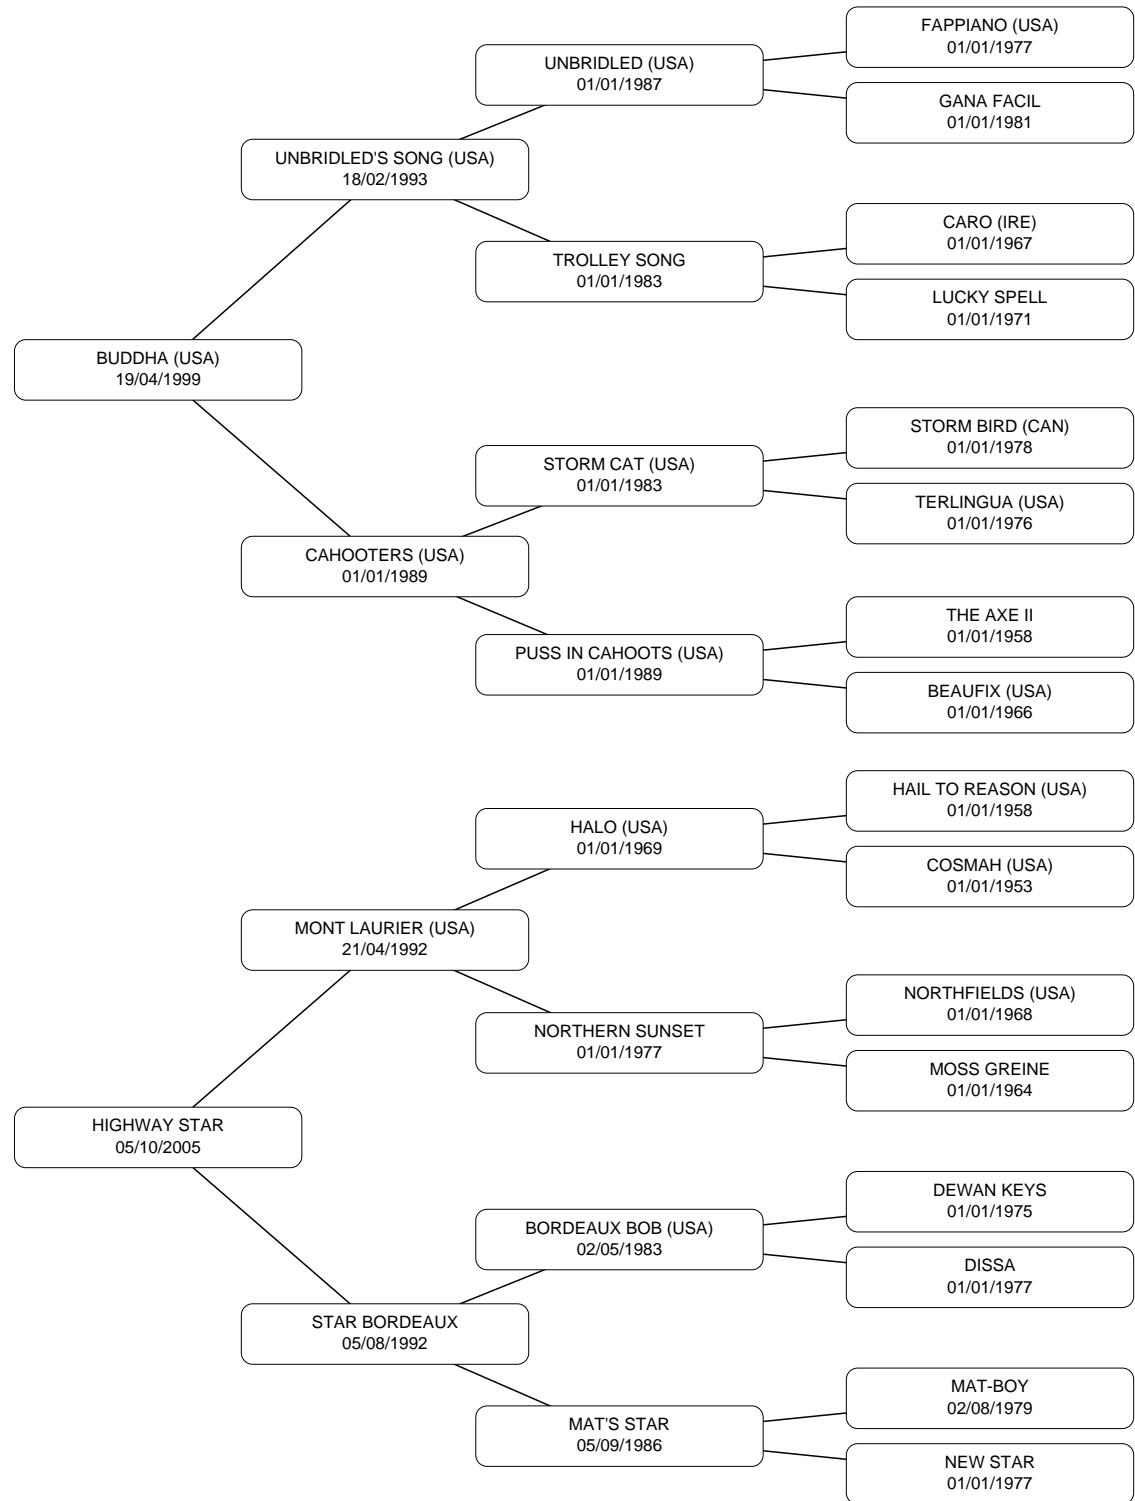 FAPPIANO (USA)
01/01/1977
UNBRIDLED (USA)
01/01/1987
GANA FACIL
01/01/1981
UNBRIDLED'S SONG (USA)
18/02/1993
CARO (IRE)
01/01/1967
TROLLEY SONG
01/01/1983
LUCKY SPELL
01/01/1971
BUDDHA (USA)
19/04/1999
STORM BIRD (CAN)
01/01/1978
STORM CAT (USA)
01/01/1983
TERLINGUA (USA)
01/01/1976
CAHOOTERS (USA)
01/01/1989
THE AXE II
01/01/1958
PUSS IN CAHOOTS (USA)
01/01/1989
BEAUFIX (USA)
01/01/1966
HAIL TO REASON (USA)
01/01/1958
HALO (USA)
01/01/1969
COSMAH (USA)
01/01/1953
MONT LAURIER (USA)
21/04/1992
NORTHFIELDS (USA)
01/01/1968
NORTHERN SUNSET
01/01/1977
MOSS GREINE
01/01/1964
HIGHWAY STAR
05/10/2005
DEWAN KEYS
01/01/1975
BORDEAUX BOB (USA)
02/05/1983
DISSA
01/01/1977
STAR BORDEAUX
05/08/1992
MAT-BOY
02/08/1979
MAT'S STAR
05/09/1986
NEW STAR
01/01/1977